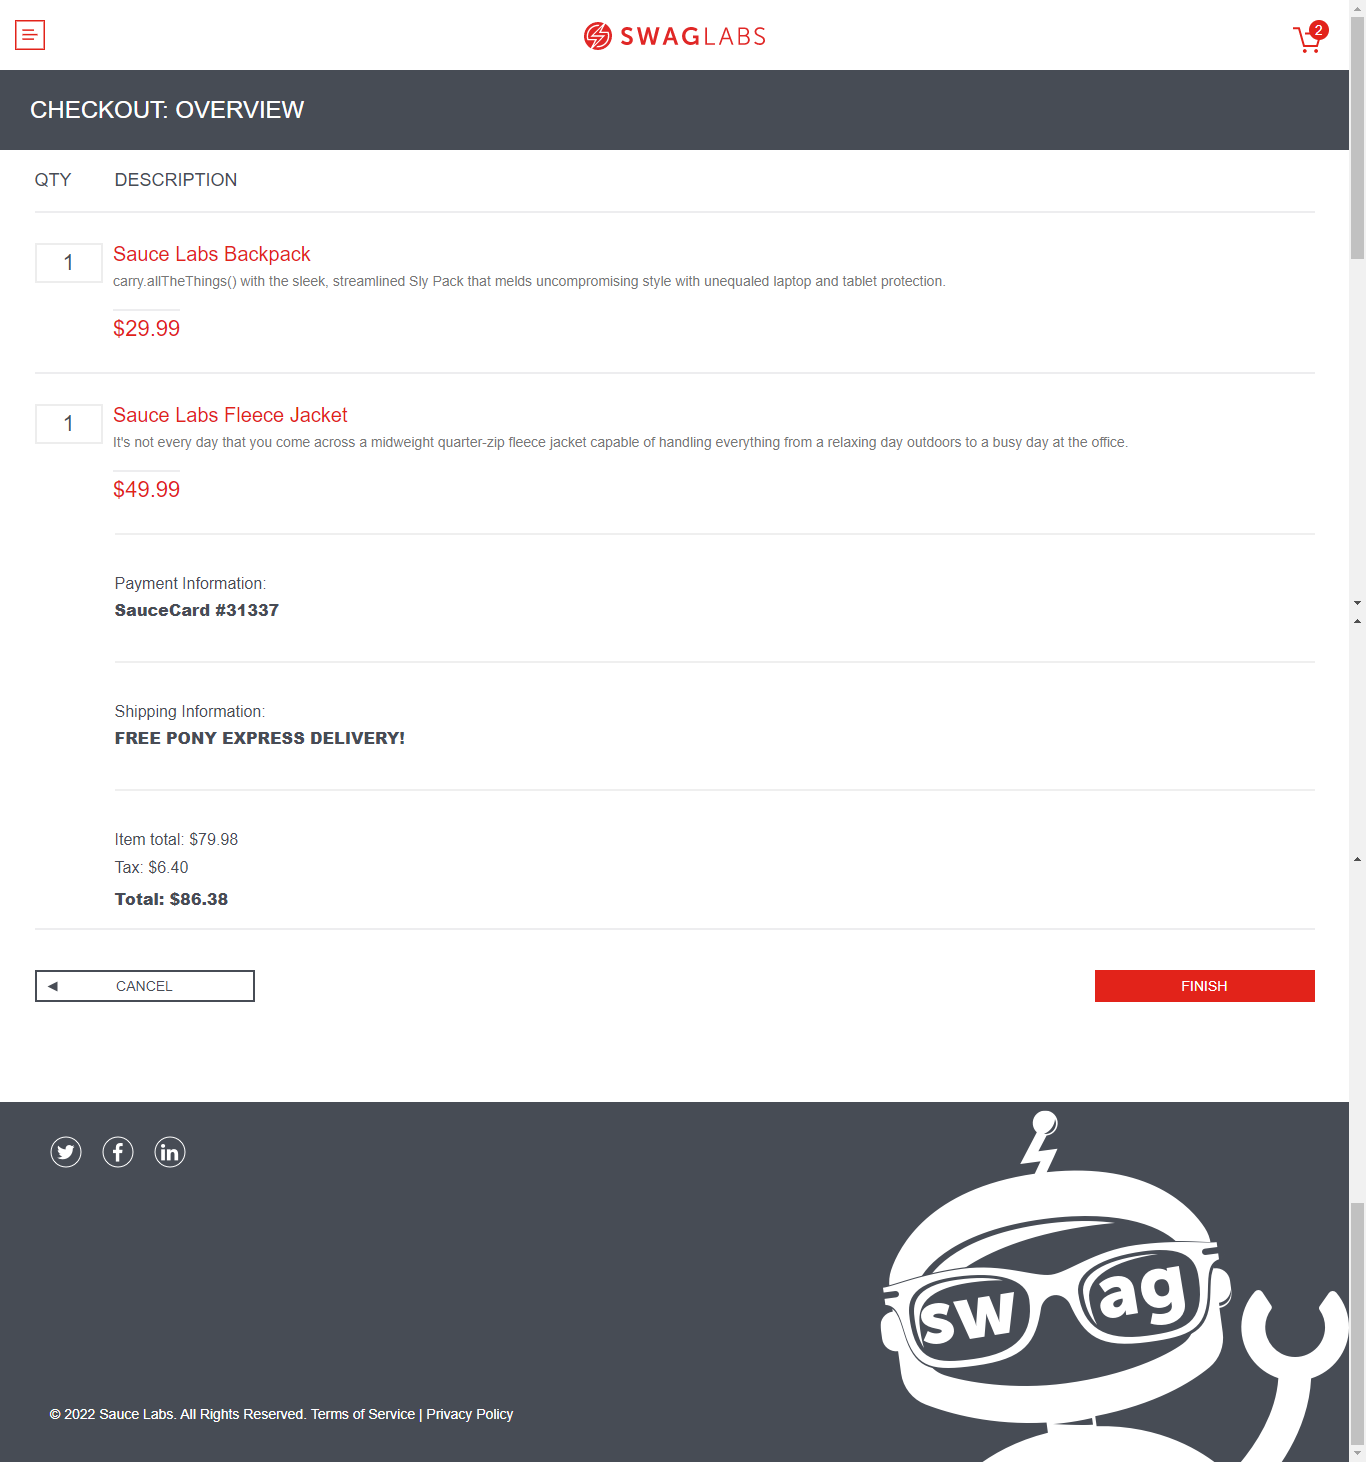 SWAGLABS
2
CHECKOUT: OVERVIEW
QTY DESCRIPTION
1
Sauce Labs Backpack
carry.allTheThings() with the sleek, streamlined Sly Pack that melds uncompromising style with unequaled laptop and tablet protection.
$29.99
1
Sauce Labs Fleece Jacket
It's not every day that you come across a midweight quarter-zip fleece jacket capable of handling everything from a relaxing day outdoors to a busy day at the office.
$49.99
Payment Information:
SauceCard #31337
Shipping Information:
FREE PONY EXPRESS DELIVERY!
Item total: $79.98
Tax: $6.40
Total: $86.38
CANCEL FINISH
swag
© 2022 Sauce Labs. All Rights Reserved. Terms of Service | Privacy Policy